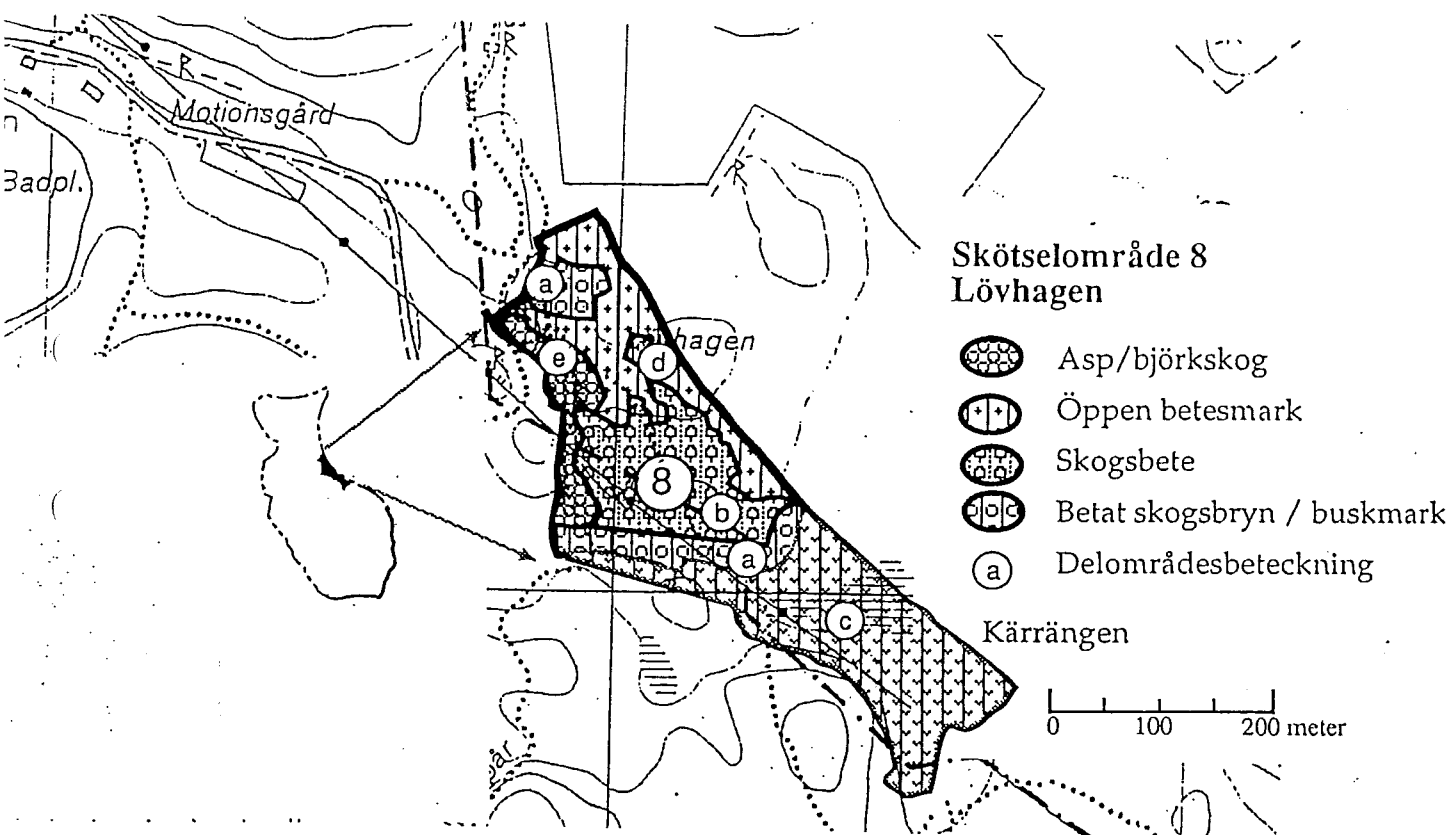 R
R
Motionsgård
n
Badpl.
R
Skötselområde 8
Lövhagen
a
hagen
e
d
R
Asp/björkskog
Öppen betesmark
Skogsbete
8
b
Betat skogsbryn / buskmark
a
a
Delområdesbeteckning
c
Kärrängen
0 100 200 meter
går